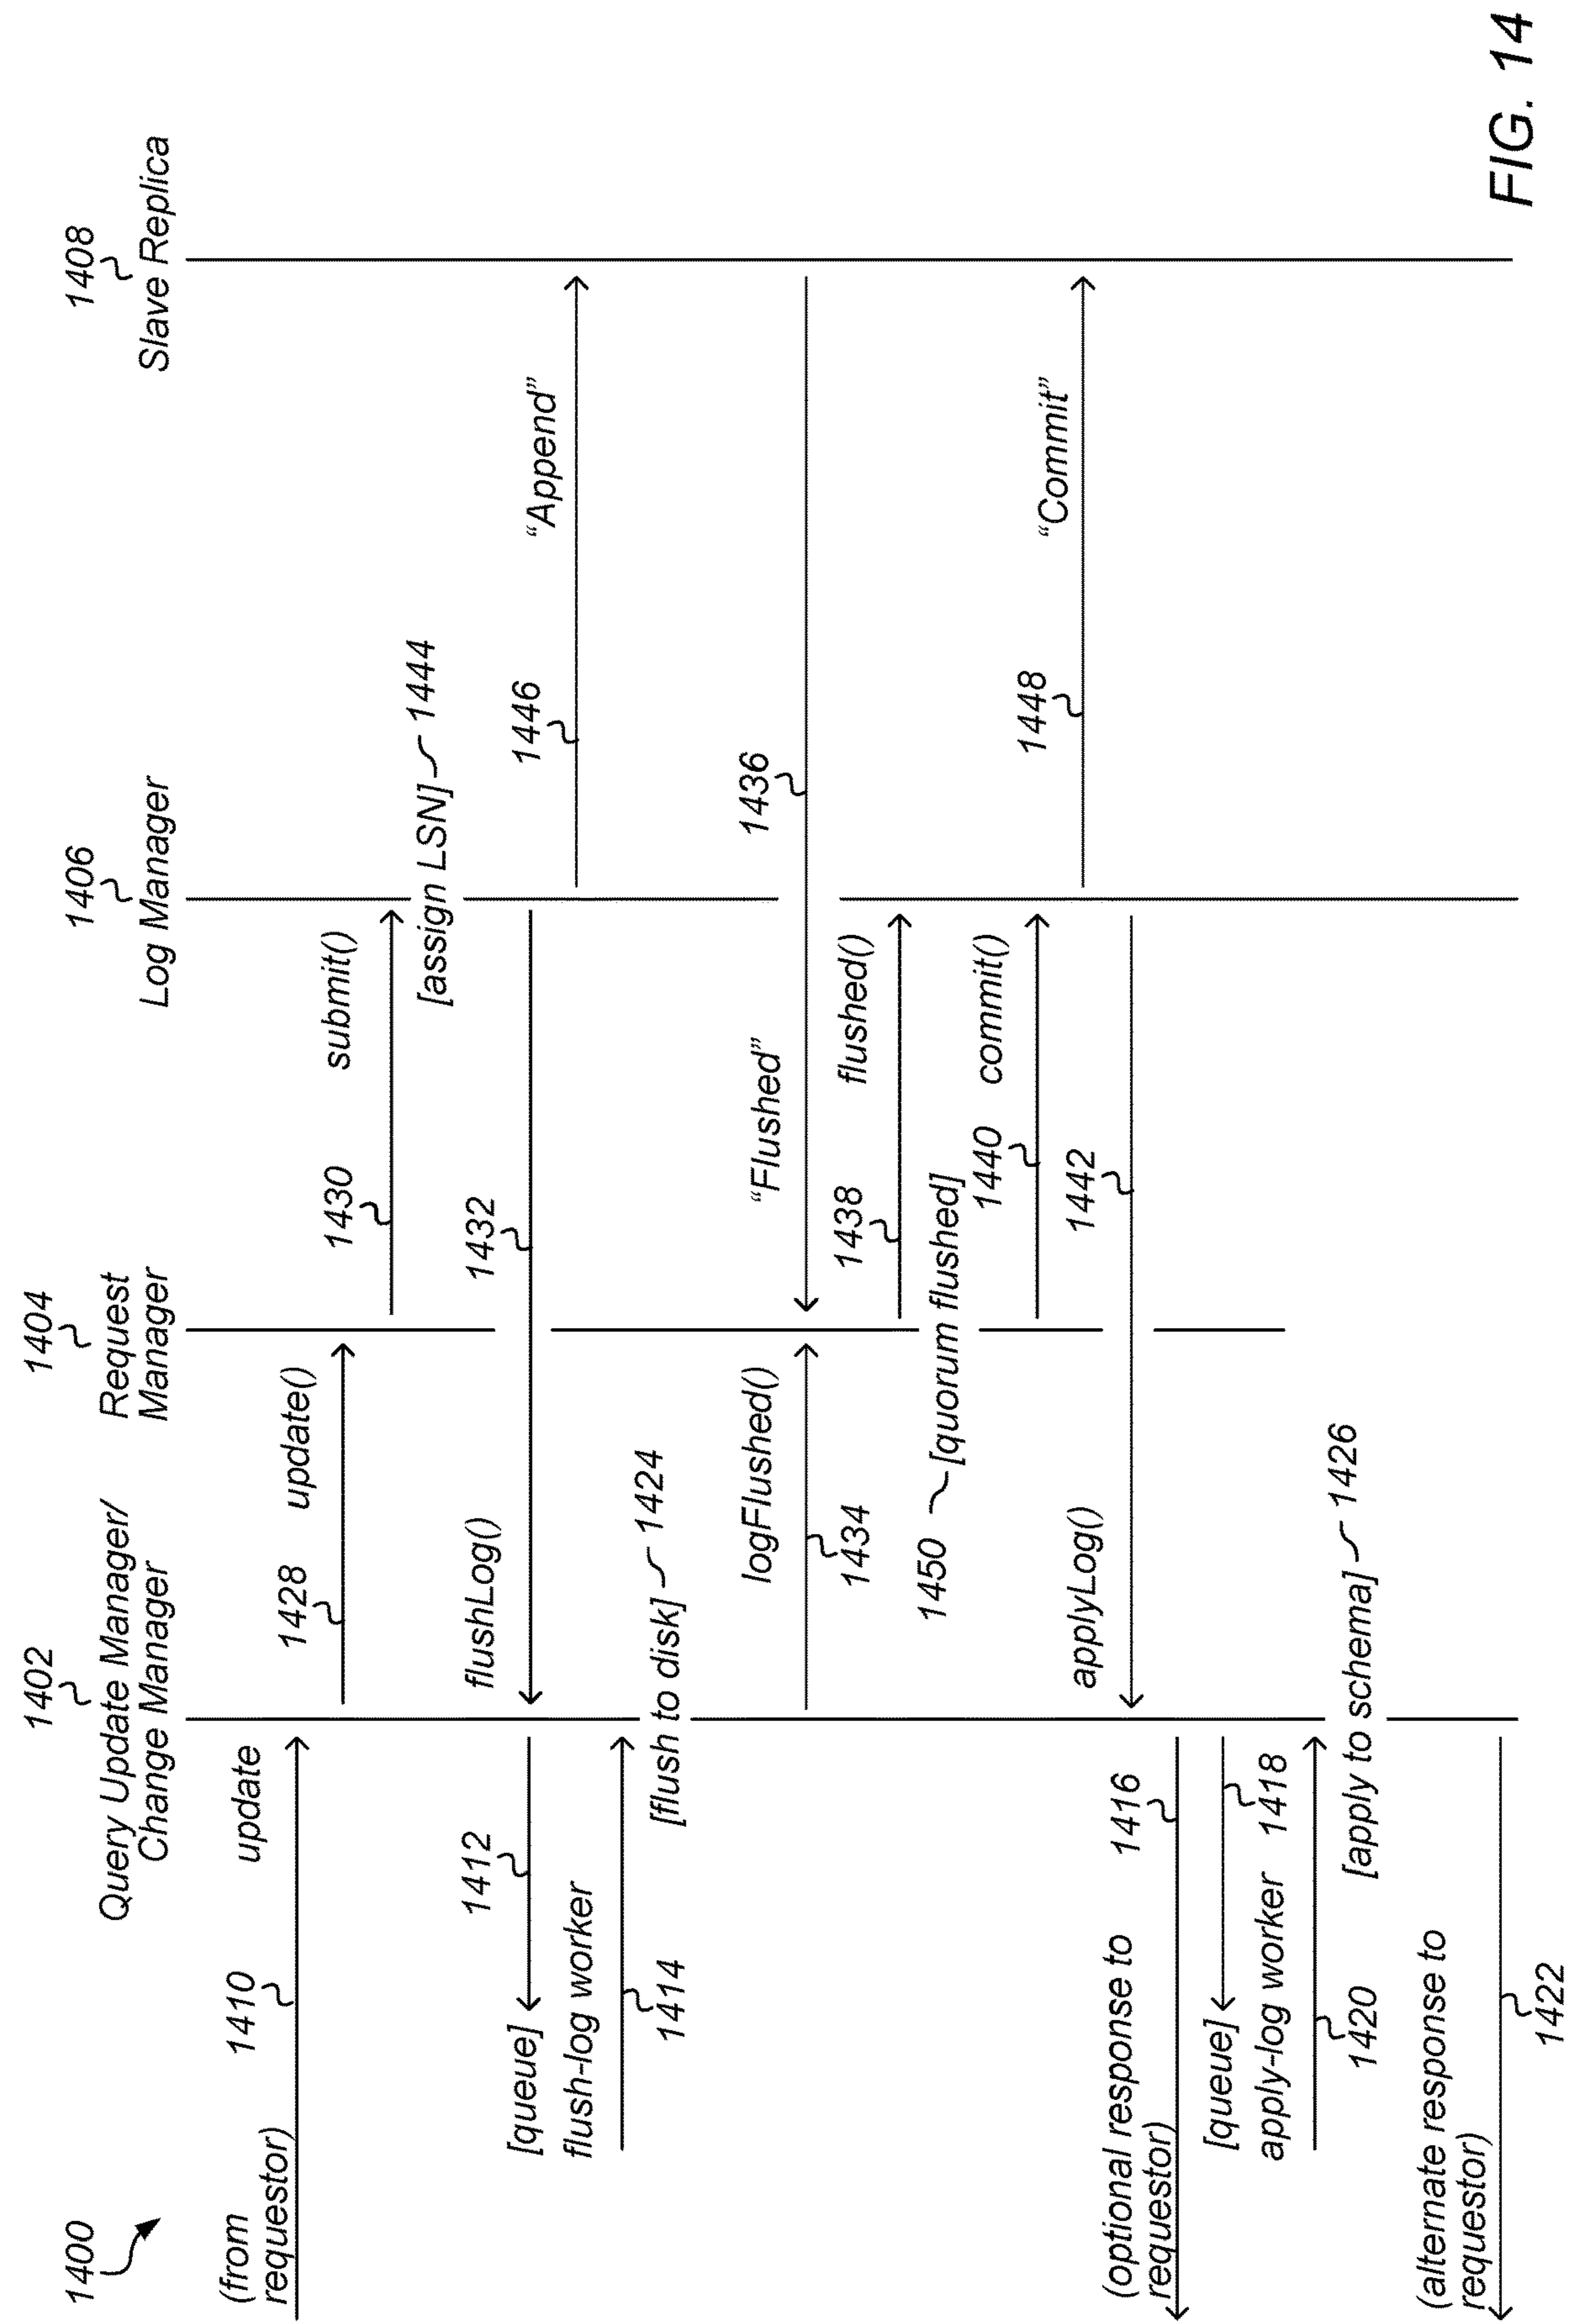 1400
1402
Query Update Manager/
Change Manager
1404
Request
Manager
1406
Log Manager
1408
Slave Replica
(from
requestor)
1410
update
1428
update()
1430
submit()
[assign LSN]
1444
1432
flushLog()
1412
[queue]
1446
“Append”
flush-log worker
1414
[flush to disk]
1424
logFlushed()
1434
“Flushed”
1436
1438
flushed()
1450
[quorum flushed]
1440
commit()
1448
“Commit”
1442
applyLog()
(optional response to
requestor)
1416
[queue]
1418
apply-log worker
1420
[apply to schema]
1426
(alternate response to
requestor)
1422
FIG. 14